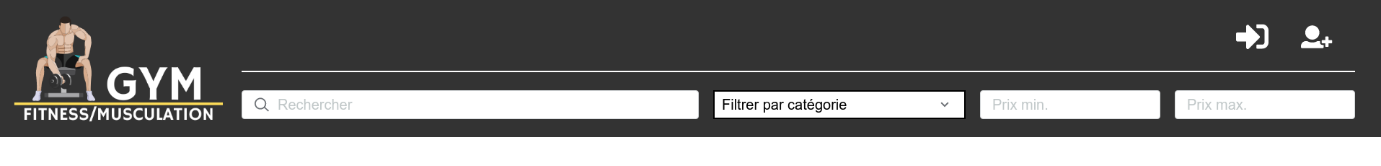 GYM
FITNESS/MUSCULATION
Rechercher
Filtrer par catégorie
Prix min.
Prix max.